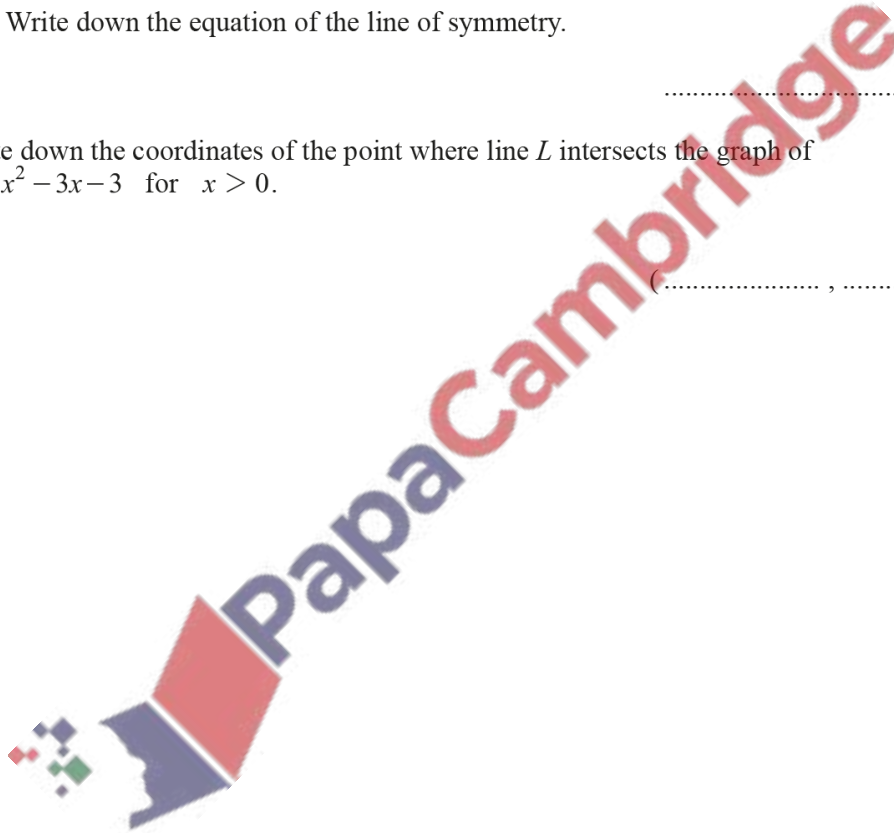 Write down the equation of the line of symmetry.
..............................
e down the coordinates of the point where line L intersects the graph of
x² – 3x – 3 for x > 0.
( ...................... , .......
PapaCambridge